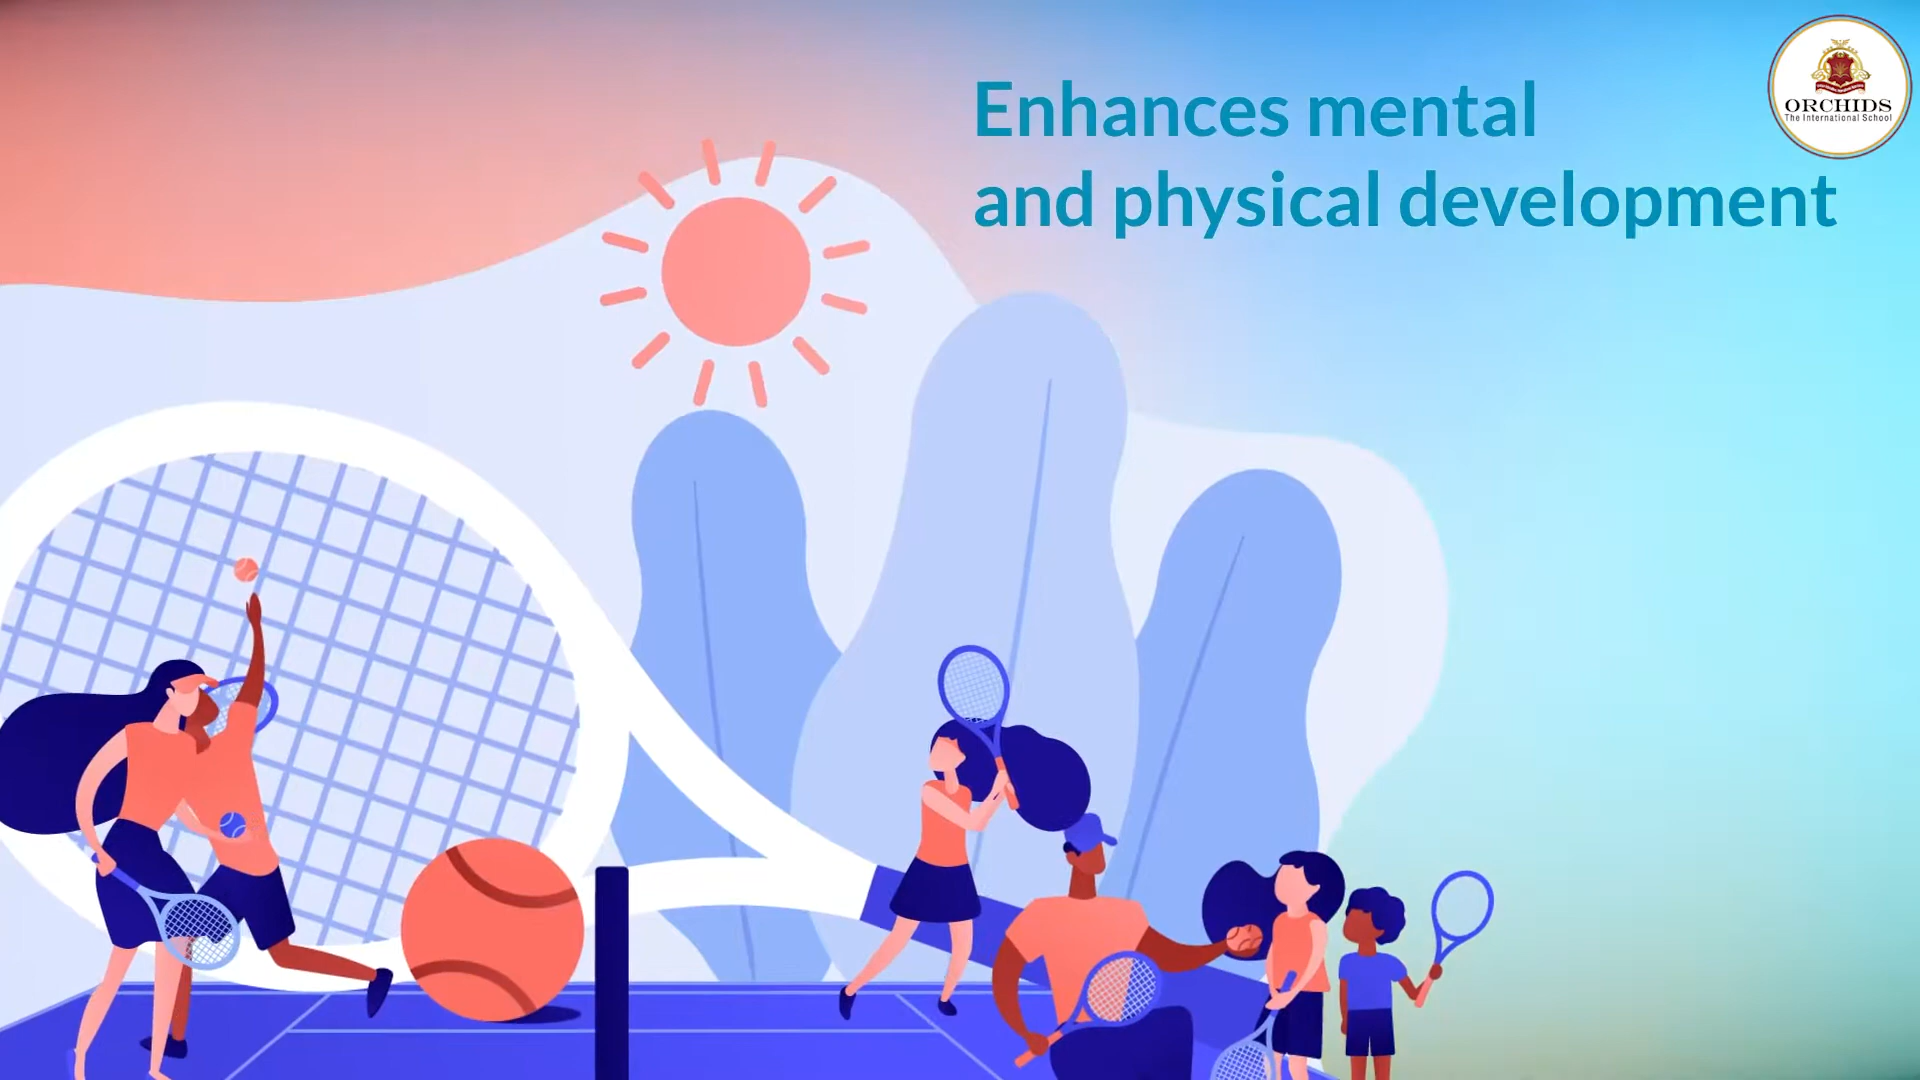 Enhances mental
and physical development
ORCHIDS
The International School